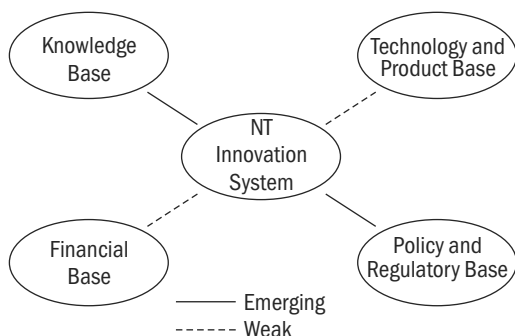 Knowledge
Base
Technology and
Product Base
NT
Innovation
System
Financial
Base
Policy and
Regulatory Base
Emerging
Weak